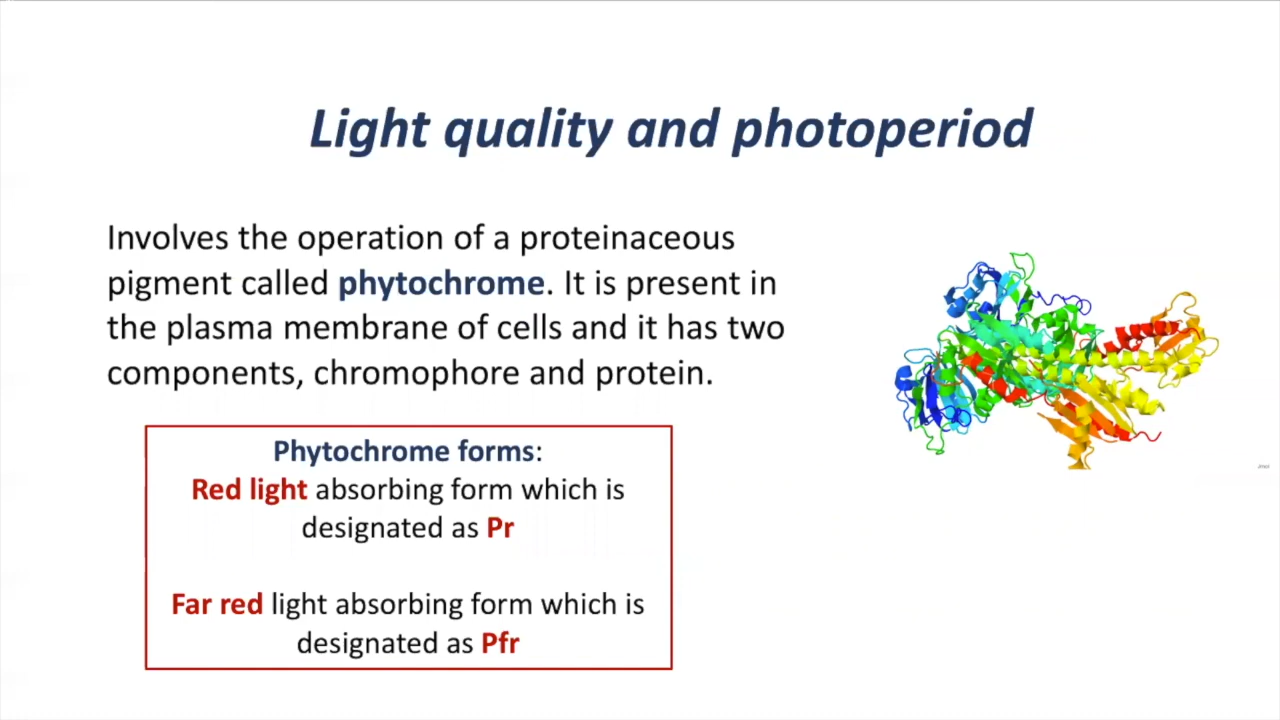 Light quality and photoperiod
Involves the operation of a proteinaceous
pigment called phytochrome. It is present in
the plasma membrane of cells and it has two
components, chromophore and protein.
Phytochrome forms:
Red light absorbing form which is
designated as Pr
Far red light absorbing form which is
designated as Pfr